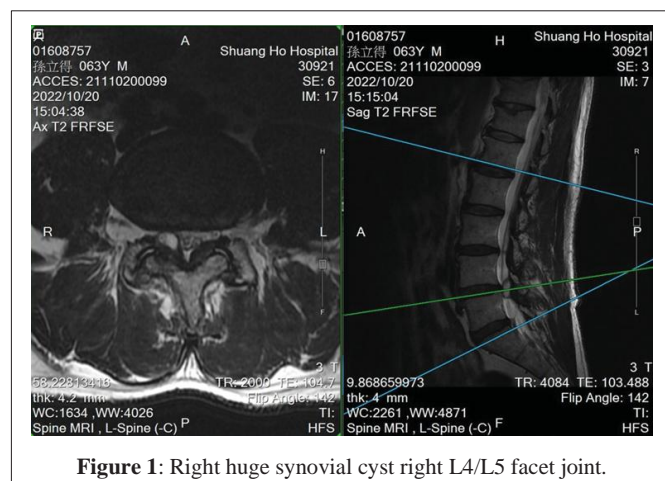 P
A
01608757
孫立得 063Y M
ACCES: 21110200099
2022/10/20
15:04:38
Ax T2 FRFSE
Shuang Ho Hospital
30921
SE: 6
IM: 17
H
R
L
F
3 T
58.22813416
TR: 2000 TE: 104.7
thk: 4.2 mm
Flip Angle: 142
WC: 1634 ,WW:4026
P
TI:
Spine MRI , L-Spine (-C)
HFS
H
01608757
孫立得 063Y M
ACCES: 21110200099
2022/10/20
15:15:04
Sag T2 FRFSE
Shuang Ho Hospital
30921
SE: 3
IM: 7
R
A
P
L
3 T
9.868659973
TR: 4084 TE: 103.488
thk: 4 mm
Flip Angle: 142
WC: 2261 ,WW:4871
TI:
Spine MRI , L-Spine (-C)
F
HFS
Figure 1: Right huge synovial cyst right L4/L5 facet joint.